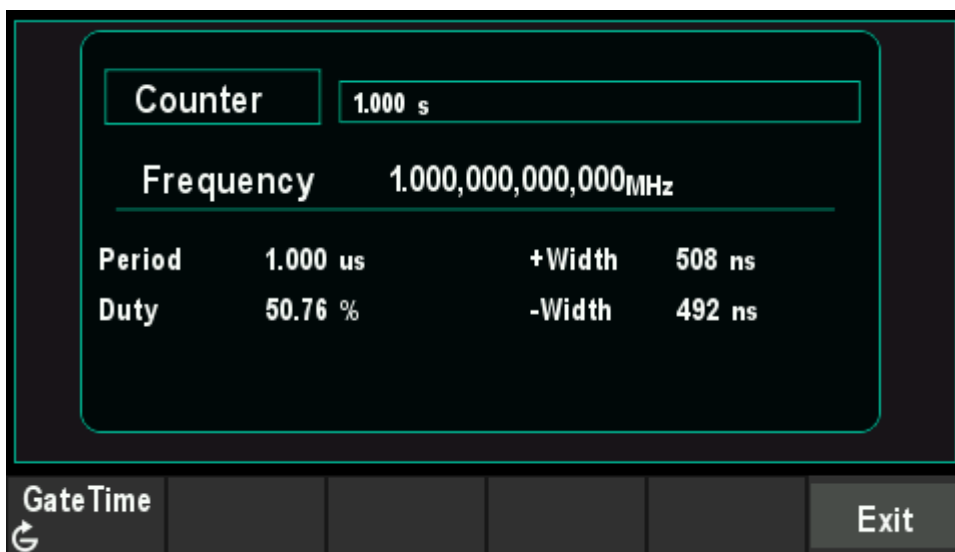 Counter 1.000 s
Frequency 1.000,000,000,000MHz
Period 1.000 us +Width 508 ns
Duty 50.76 % -Width 492 ns
GateTime Exit